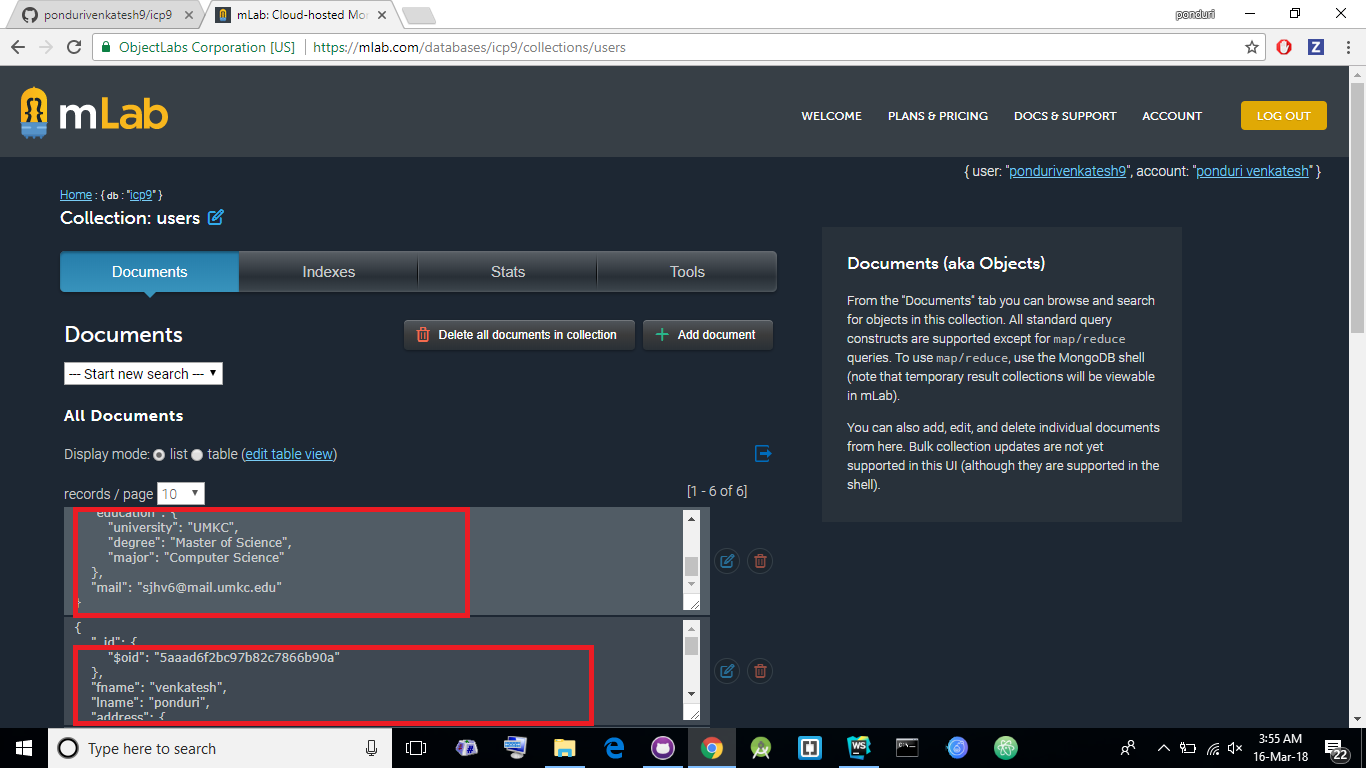 pondurivenkatesh9/icp9
mLab: Cloud-hosted Mo
ponduri
ObjectLabs Corporation [US]
https://mlab.com/databases/icp9/collections/users
mLab
WELCOME
PLANS & PRICING
DOCS & SUPPORT
ACCOUNT
LOG OUT
{ user: "pondurivenkatesh9", account: "ponduri venkatesh" }
Home : { db : "icp9" }
Collection: users
Documents
Indexes
Stats
Tools
Documents
Delete all documents in collection
Add document
--- Start new search ---
All Documents
Display mode: list table (edit table view)
records / page 10
[1 - 6 of 6]
"education": {
"university": "UMKC",
"degree": "Master of Science",
"major": "Computer Science"
},
"mail": "sjhv6@mail.umkc.edu"
}
{
"_id": {
"$oid": "5aaad6f2bc97b82c7866b90a"
},
"fname": "venkatesh",
"lname": "ponduri",
"address": {
Documents (aka Objects)
From the "Documents" tab you can browse and search
for objects in this collection. All standard query
constructs are supported except for map/reduce
queries. To use map/reduce, use the MongoDB shell
(note that temporary result collections will be viewable
in mLab).
You can also add, edit, and delete individual documents
from here. Bulk collection updates are not yet
supported in this UI (although they are supported in the
shell).
Type here to search
WS
3:55 AM
16-Mar-18
22